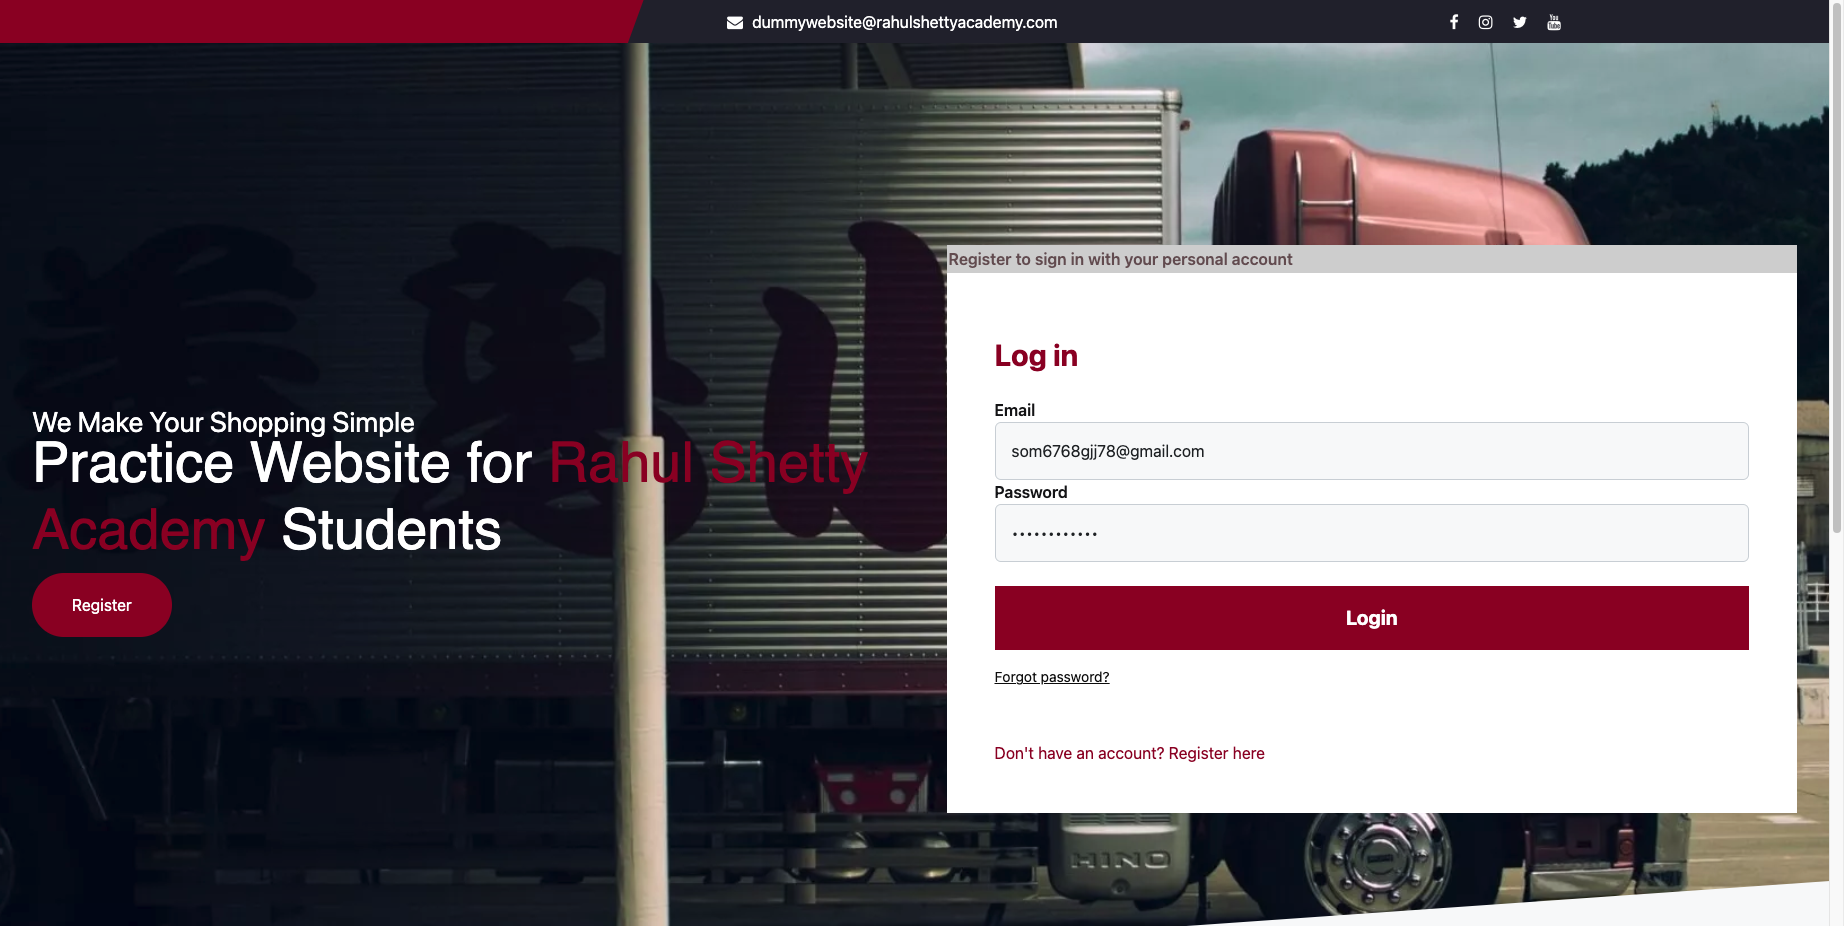 dummywebsite@rahulshettyacademy.com
Register to sign in with your personal account
Log in
Email
som6768gjj78@gmail.com
Password
••••••••••••
Login
Forgot password?
Don't have an account? Register here
We Make Your Shopping Simple
Practice Website for Rahul Shetty
Academy Students
Register
HINO